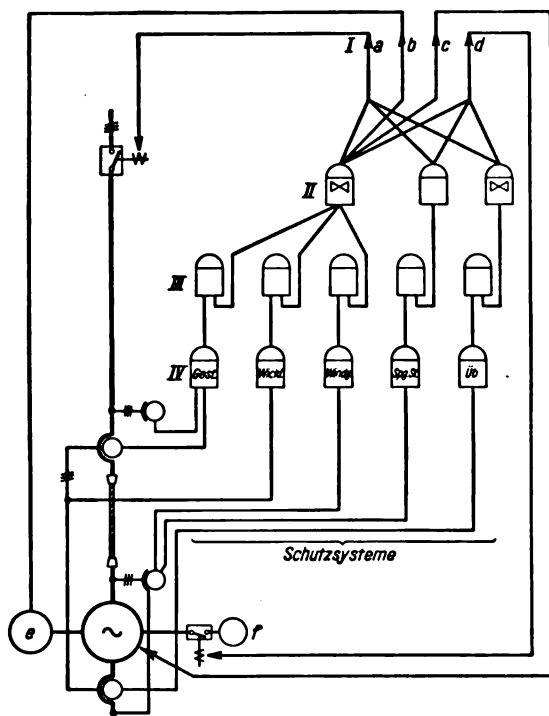 I a b c d
II
III
IV Gest. Wickl. Windg. Spg.St. Üb
Schutzsysteme
e ~ f